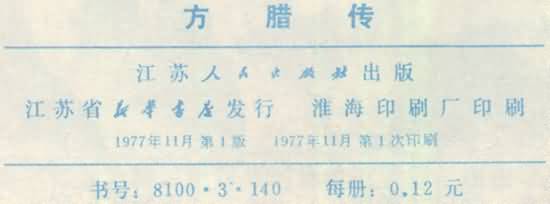 方腊传
江苏人民出版社出版
江苏省新华书店发行 淮海印刷厂印刷
1977年11月第1版 1977年11月第1次印刷
书号：8100·3·140 每册：0.12元